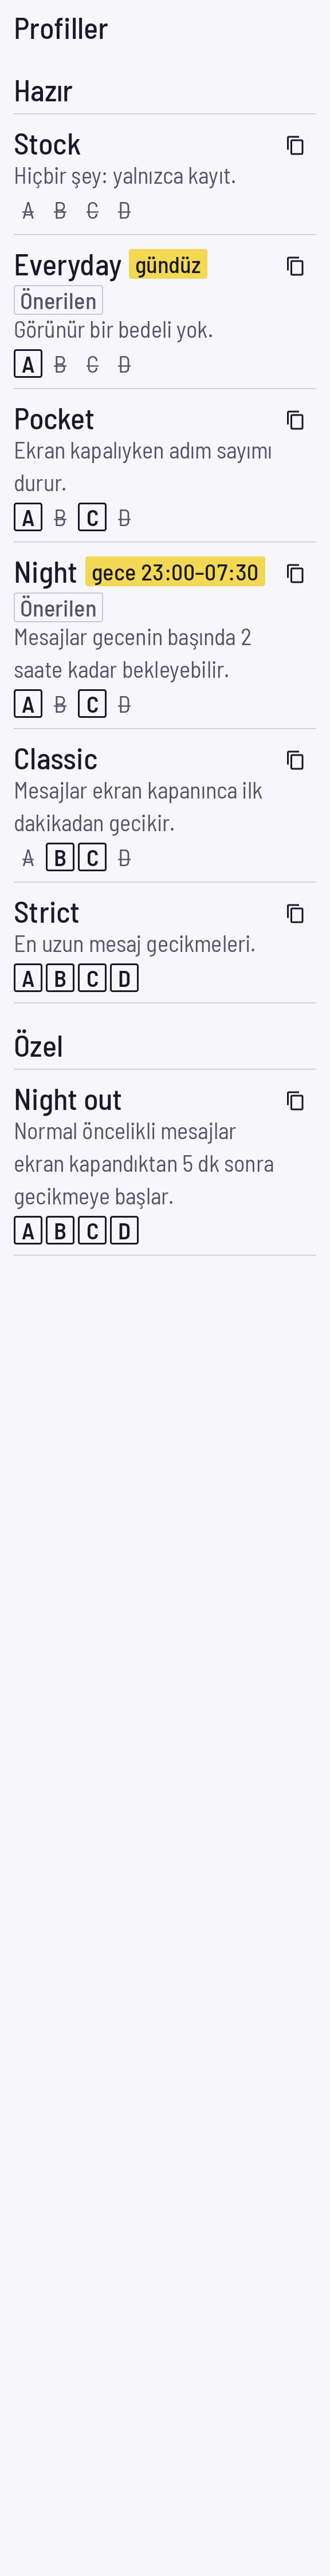 Profiller
Hazır
Stock
Hiçbir şey: yalnızca kayıt.
A B C D
Everyday gündüz
Önerilen
Görünür bir bedeli yok.
A B C D
Pocket
Ekran kapalıyken adım sayımı
durur.
A B C D
Night gece 23:00–07:30
Önerilen
Mesajlar gecenin başında 2
saate kadar bekleyebilir.
A B C D
Classic
Mesajlar ekran kapanınca ilk
dakikadan gecikir.
A B C D
Strict
En uzun mesaj gecikmeleri.
A B C D
Özel
Night out
Normal öncelikli mesajlar
ekran kapandıktan 5 dk sonra
gecikmeye başlar.
A B C D